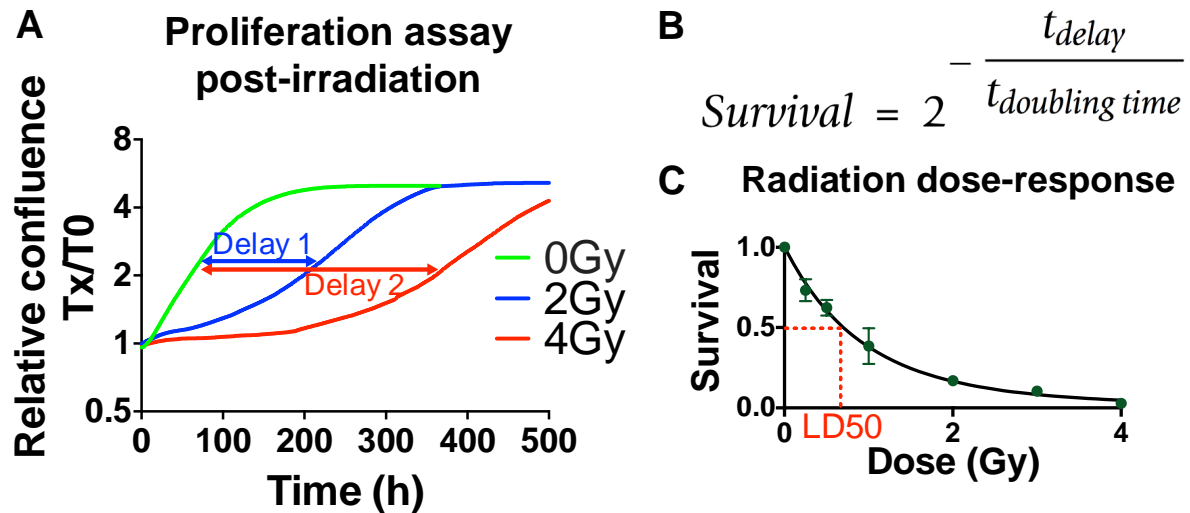 A
Proliferation assay
post-irradiation
Relative confluence
Tx/T0
8
4
2
1
0.5
Delay 1
Delay 2
0Gy
2Gy
4Gy
0 100 200 300 400 500
Time (h)
B
Survival = 2 - t delay / t doubling time
C
Radiation dose-response
Survival
1.0
0.5
0.0
LD50
0 2 4
Dose (Gy)